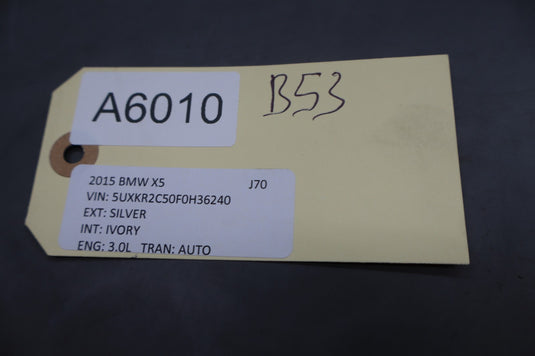 A6010
B53
2015 BMW X5 J70
VIN: 5UXKR2C50F0H36240
EXT: SILVER
INT: IVORY
ENG: 3.0L TRAN: AUTO